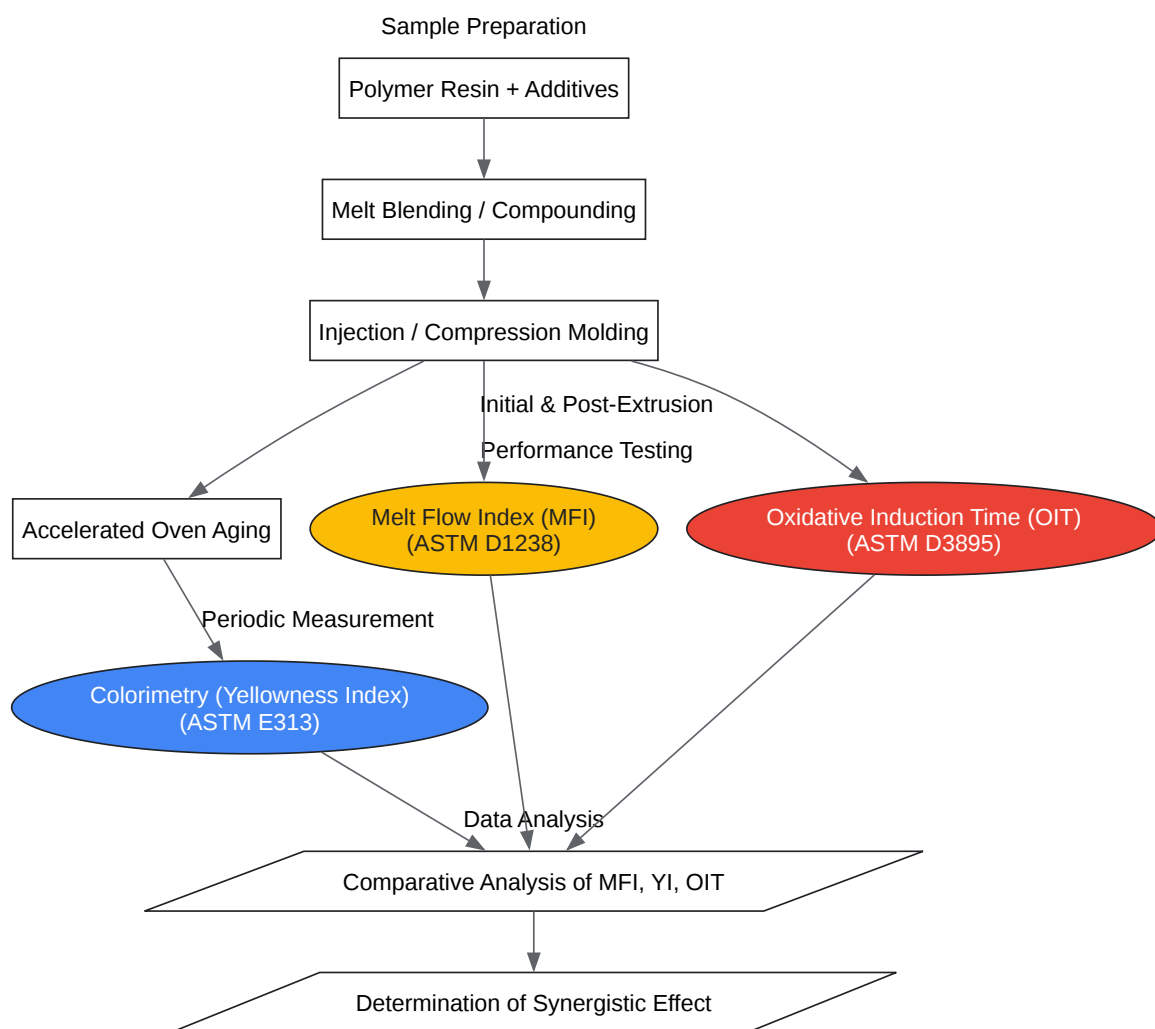 Sample Preparation
Polymer Resin + Additives
Melt Blending / Compounding
Injection / Compression Molding
Initial & Post-Extrusion
Performance Testing
Accelerated Oven Aging
Melt Flow Index (MFI)
(ASTM D1238)
Oxidative Induction Time (OIT)
(ASTM D3895)
Periodic Measurement
Colorimetry (Yellowness Index)
(ASTM E313)
Data Analysis
Comparative Analysis of MFI, YI, OIT
Determination of Synergistic Effect